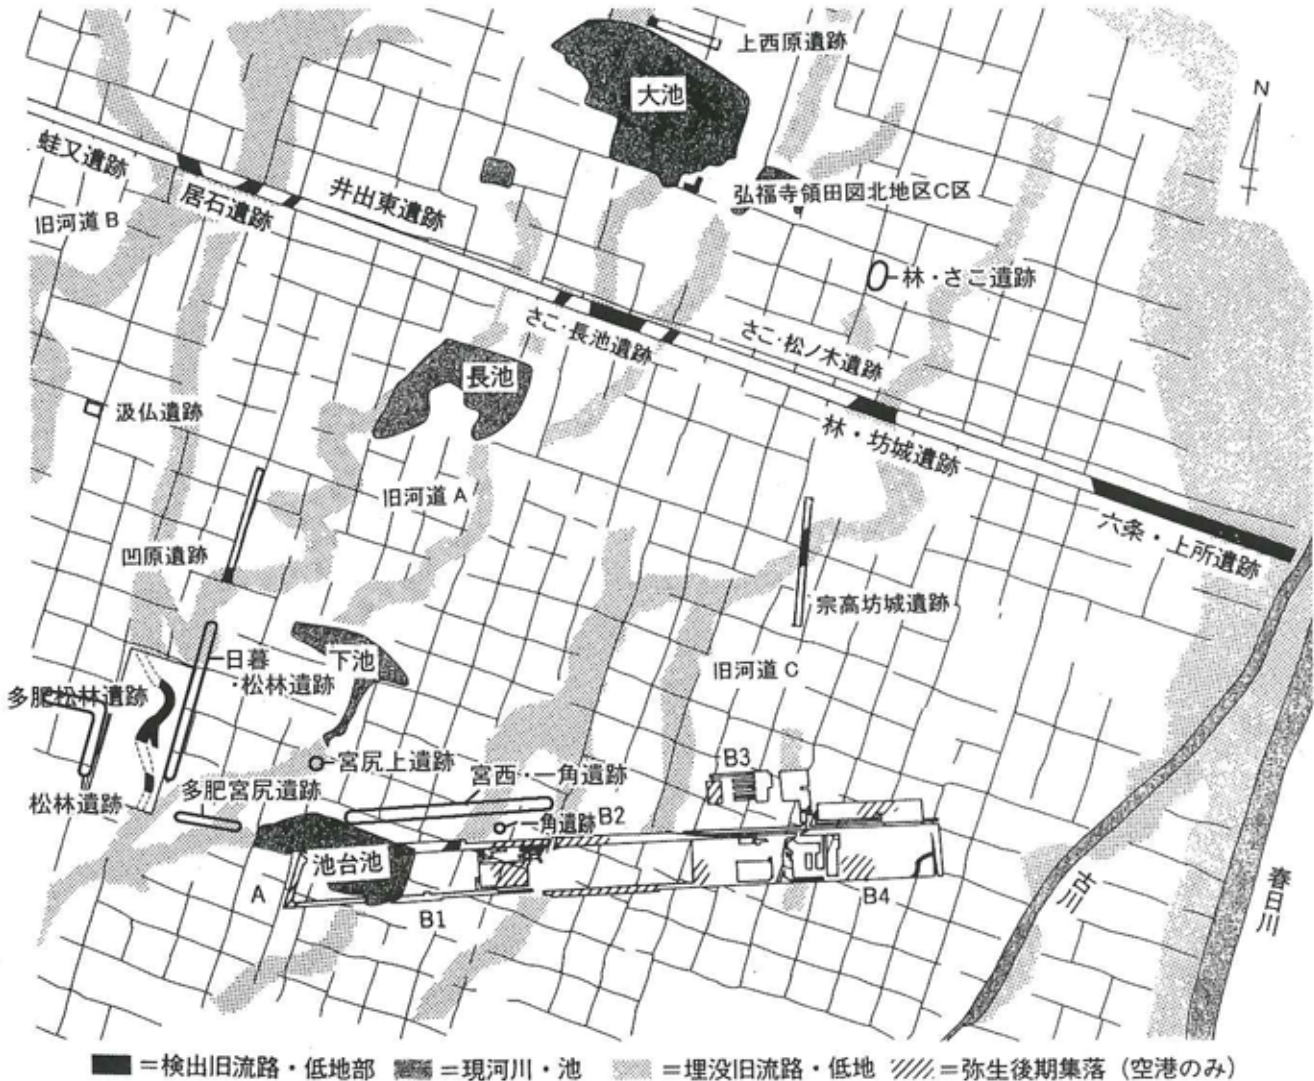 上西原遺跡
大池
N
蛙又遺跡
居石遺跡
井出東遺跡
弘福寺領田図北地区C区
旧河道B
林・さこ遺跡
さこ・長池遺跡
さこ・松ノ木遺跡
長池
汲仏遺跡
林・坊城遺跡
旧河道A
六条・上所遺跡
凹原遺跡
宗高坊城遺跡
日暮
・松林遺跡
下池
旧河道C
多肥松林遺跡
宮尻上遺跡
宮西・一角遺跡
B3
松林遺跡
多肥宮尻遺跡
一角遺跡
B2
池台池
A
B1
B4
古川
春日川
=検出旧流路・低地部 =現河川・池 =埋没旧流路・低地 =弥生後期集落(空港のみ)